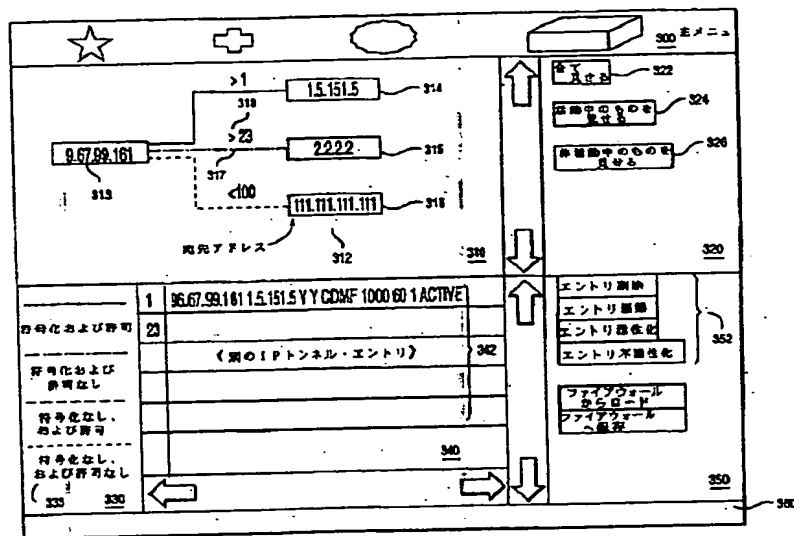 300 主メニュー
>1
1.5.151.5
314
全て
見せる
322
318
324
活動中のものを
見せる
>23
9.67.99.161
2.2.2.2
315
326
317
非活動中のものを
見せる
313
<100
111.111.111.111
316
宛先アドレス
312
310
320
1
96.67.99.161 1.5.151.5 Y Y CDMF 1000 60 1 ACTIVE
エントリ削除
符号化および許可
23
エントリ編集
352
《別のIPトンネル・エントリ》
342
エントリ活性化
符号化および
許可なし
エントリ不活性化
符号化なし、
および許可
ファイアウォール
からロード
ファイアウォール
へ保存
符号化なし、
および許可なし
340
333
330
350
360